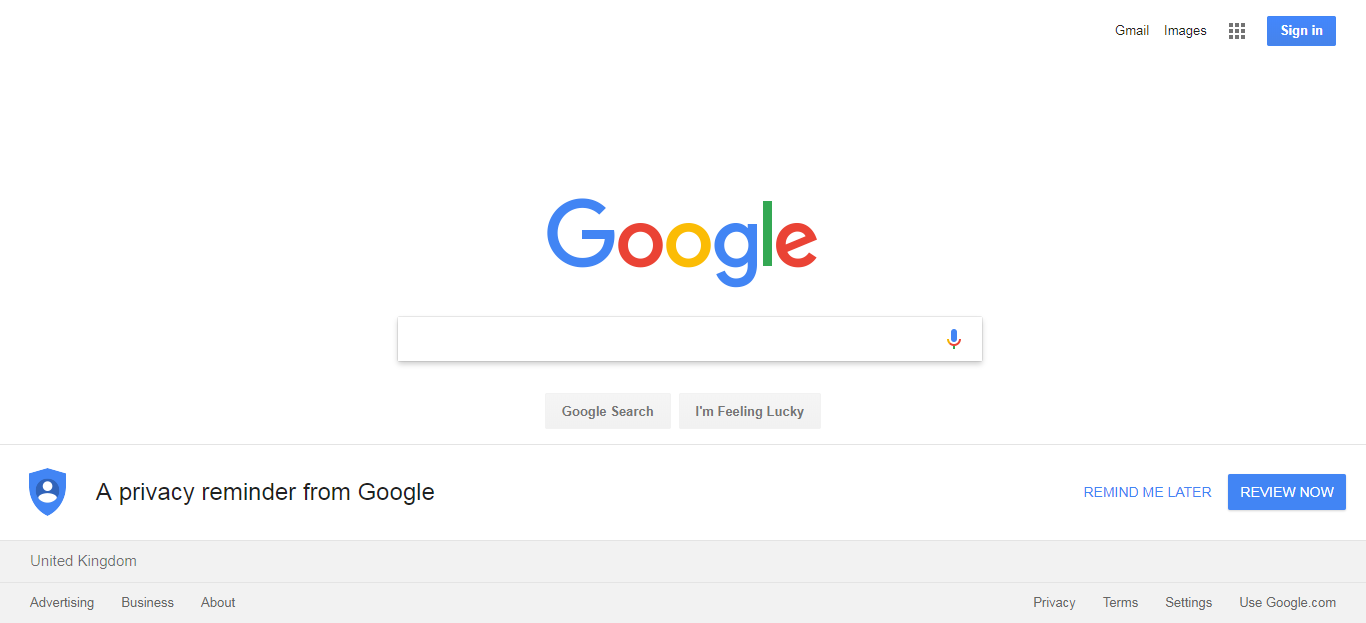 Gmail Images Sign in
Google
Google Search I'm Feeling Lucky
A privacy reminder from Google REMIND ME LATER REVIEW NOW
United Kingdom
Advertising Business About Privacy Terms Settings Use Google.com